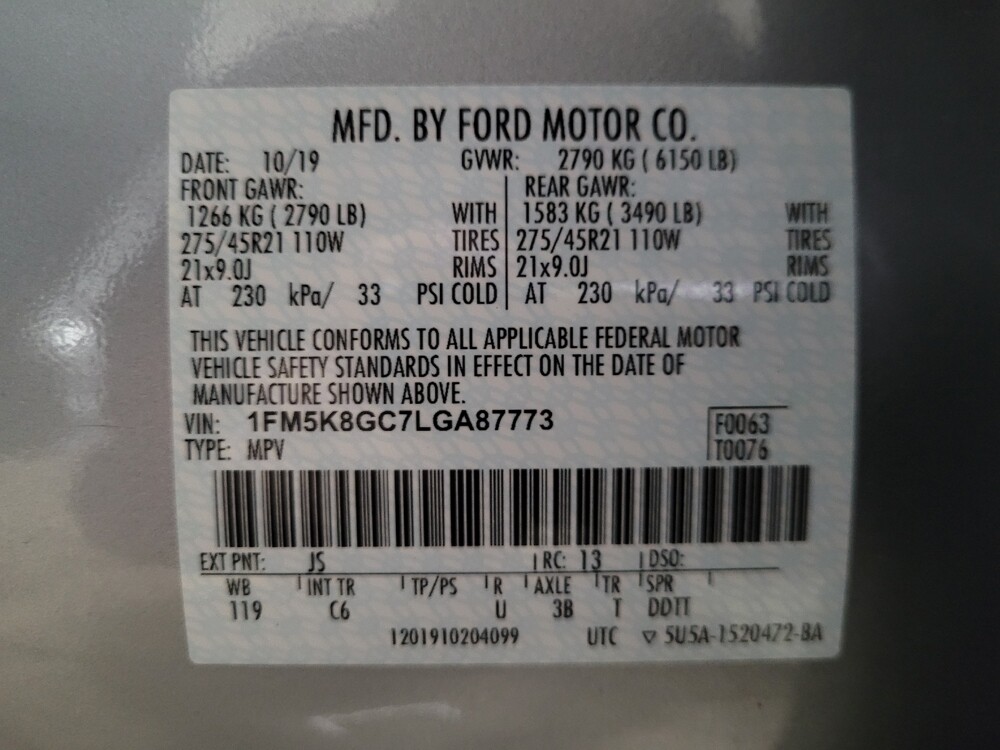 MFD. BY FORD MOTOR CO.
DATE: 10/19 GVWR: 2790 KG ( 6150 LB)
FRONT GAWR: REAR GAWR:
1266 KG ( 2790 LB) WITH 1583 KG ( 3490 LB) WITH
275/45R21 110W TIRES 275/45R21 110W TIRES
21x9.0J RIMS 21x9.0J RIMS
AT 230 kPa/ 33 PSI COLD AT 230 kPa/ 33 PSI COLD
THIS VEHICLE CONFORMS TO ALL APPLICABLE FEDERAL MOTOR
VEHICLE SAFETY STANDARDS IN EFFECT ON THE DATE OF
MANUFACTURE SHOWN ABOVE.
VIN: 1FM5K8GC7LGA87773 F0063
TYPE: MPV T0076
EXT PNT: JS RC: 13 DSO:
WB INT TR TP/PS R AXLE TR SPR
119 C6 U 3B T DDTT
1201910204099 UTC ▽ 5U5A-1520472-BA